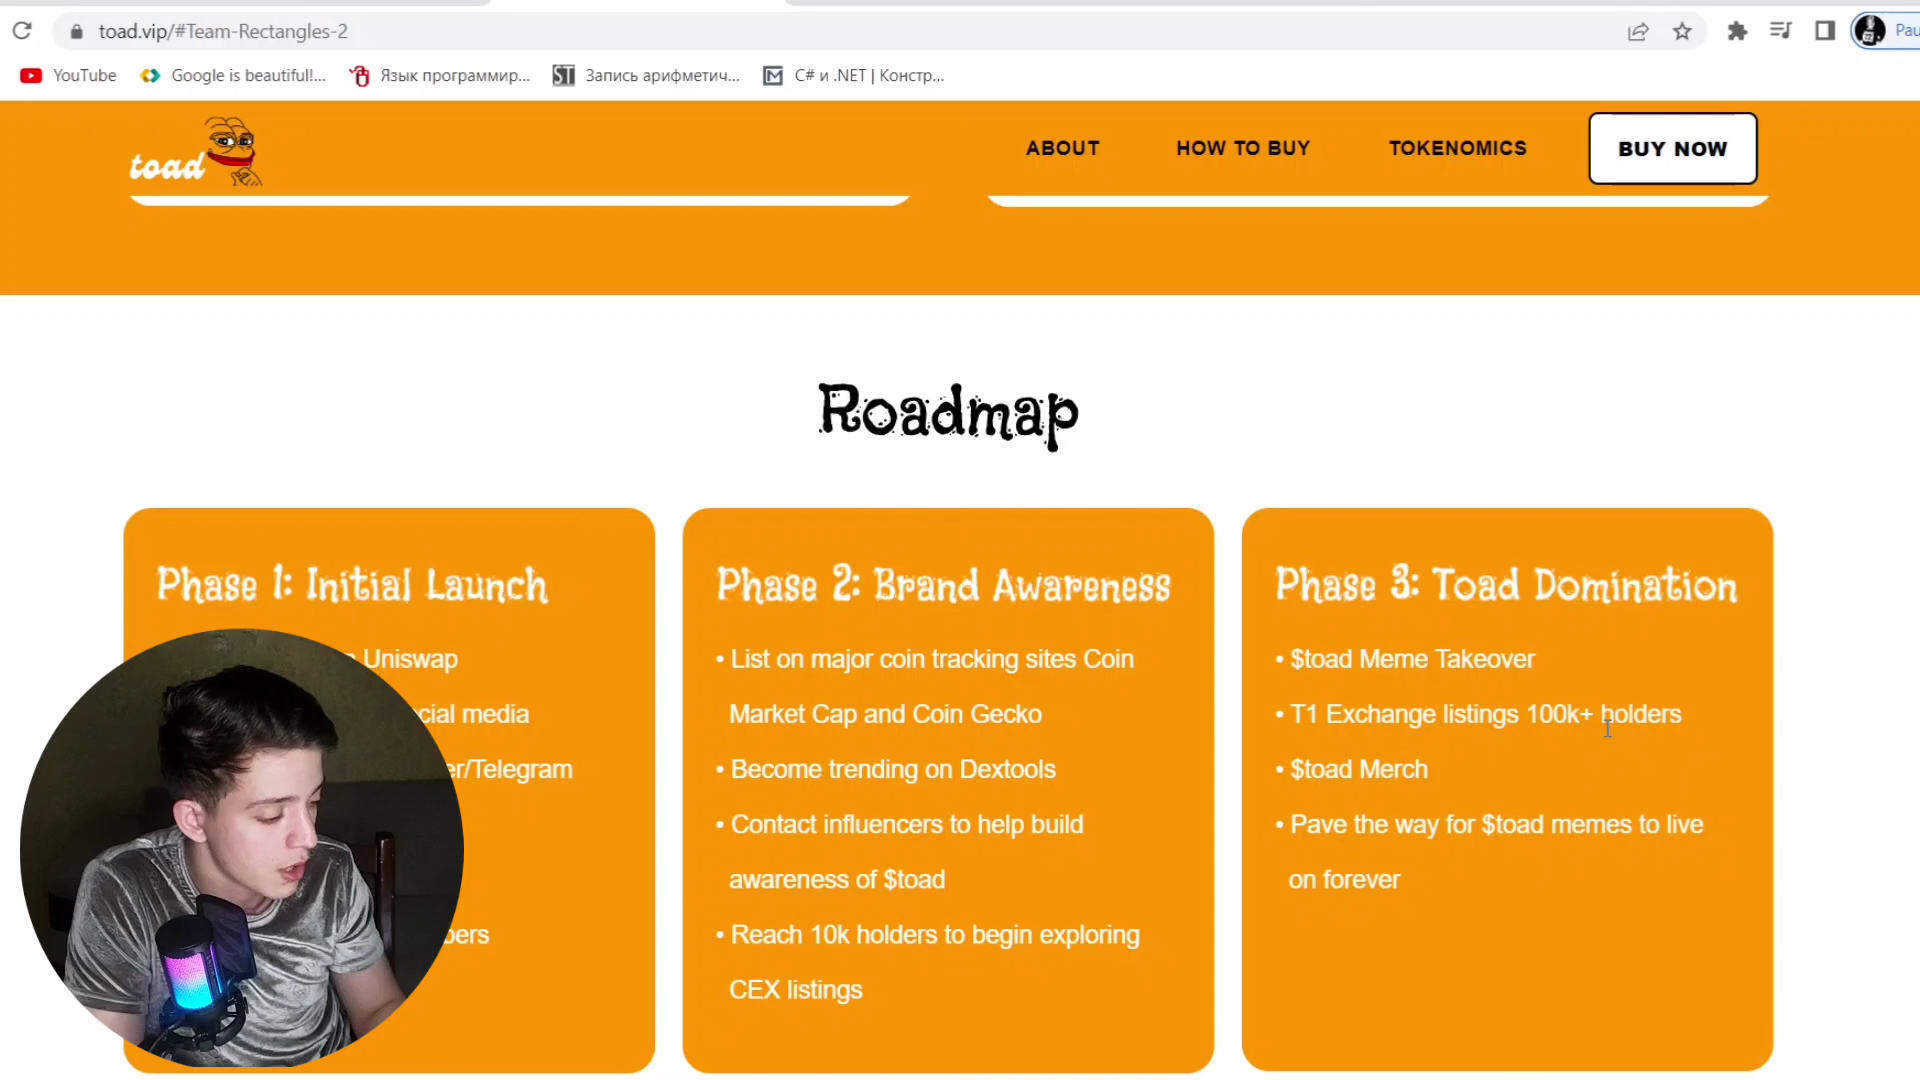 toad.vip/#Team-Rectangles-2
YouTube Google is beautiful!... Язык программир... Запись арифметич... C# и .NET | Констр...
toad ABOUT HOW TO BUY TOKENOMICS BUY NOW
Roadmap
Phase 1: Initial Launch
Uniswap
media
/Telegram
Phase 2: Brand Awareness
• List on major coin tracking sites Coin
Market Cap and Coin Gecko
• Become trending on Dextools
• Contact influencers to help build
awareness of $toad
• Reach 10k holders to begin exploring
CEX listings
Phase 3: Toad Domination
• $toad Meme Takeover
• T1 Exchange listings 100k+ holders
• $toad Merch
• Pave the way for $toad memes to live
on forever